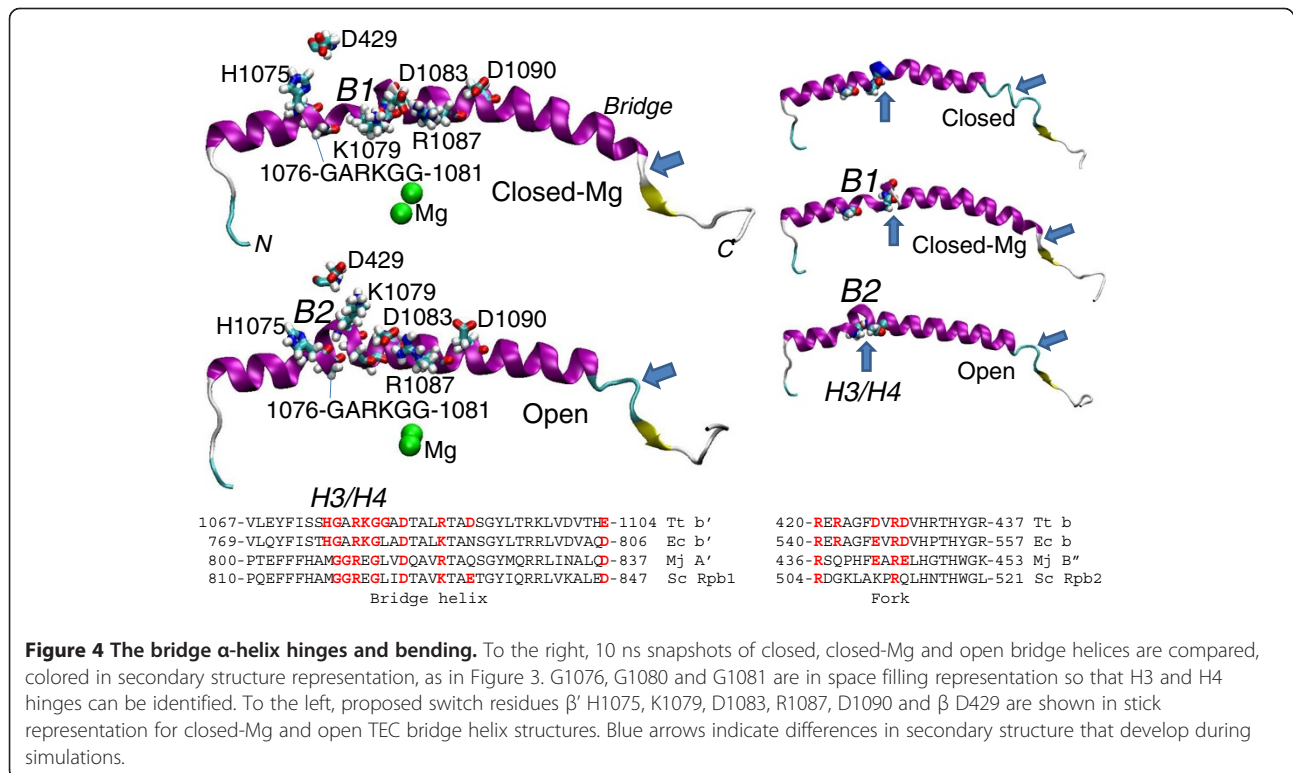 D429
H1075
B1
D1083
D1090
Bridge
K1079
R1087
1076-GARKGG-1081
Closed-Mg
Mg
N
C
D429
K1079
B2
H1075
D1083
D1090
R1087
1076-GARKGG-1081
Open
Mg
Closed
B1
Closed-Mg
B2
Open
H3/H4
H3/H4
1067-VLEYFISSHGARKGGADTALRTADSGYLTRKLVDVTHE-1104 Tt b'
769-VLQYFISTHGARKGLADTALKTANSGYLTRRLVDVAQD-806 Ec b'
800-PTEFFFHAMGGREGLVDQAVRTAQSGYMQRRLINALQD-837 Mj A'
810-PQEFFFHAMGGREGLIDTAVKTAETGYIQRRLVKALED-847 Sc Rpb1
Bridge helix
420-RERAGFDVRDVHRTHYGR-437 Tt b
540-RERAGFEVRDVHPTHYGR-557 Ec b
436-RSQPHFEARELHGTHWGK-453 Mj B"
504-RDGKLAKPRQLHNTHWGL-521 Sc Rpb2
Fork
Figure 4 The bridge α-helix hinges and bending. To the right, 10 ns snapshots of closed, closed-Mg and open bridge helices are compared,
colored in secondary structure representation, as in Figure 3. G1076, G1080 and G1081 are in space filling representation so that H3 and H4
hinges can be identified. To the left, proposed switch residues β′ H1075, K1079, D1083, R1087, D1090 and β D429 are shown in stick
representation for closed-Mg and open TEC bridge helix structures. Blue arrows indicate differences in secondary structure that develop during
simulations.